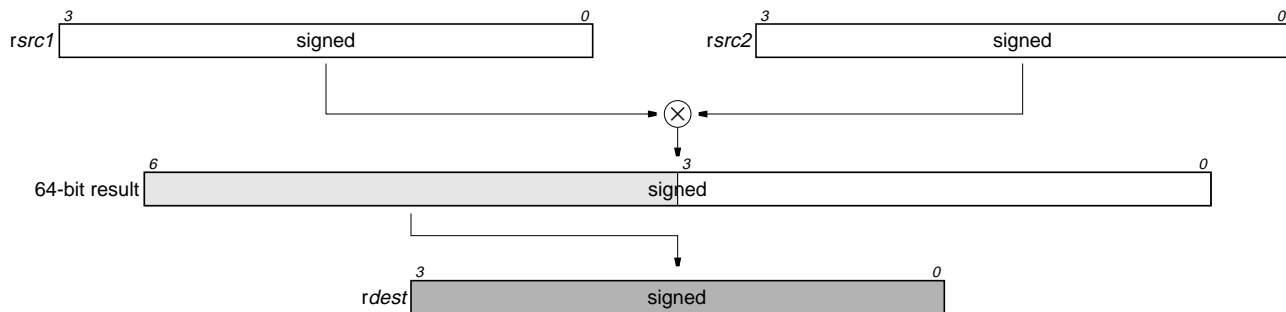 3 0 3 0
rsrc1 signed rsrc2 signed
6 3 0
64-bit result signed
3 0
rdest signed